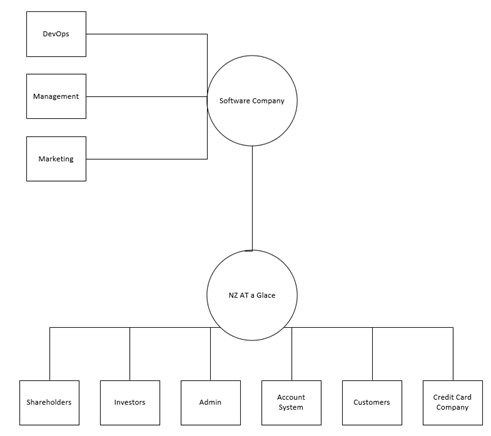 DevOps
Management
Software Company
Marketing
NZ AT a Glace
Shareholders
Investors
Admin
Account
System
Customers
Credit Card
Company